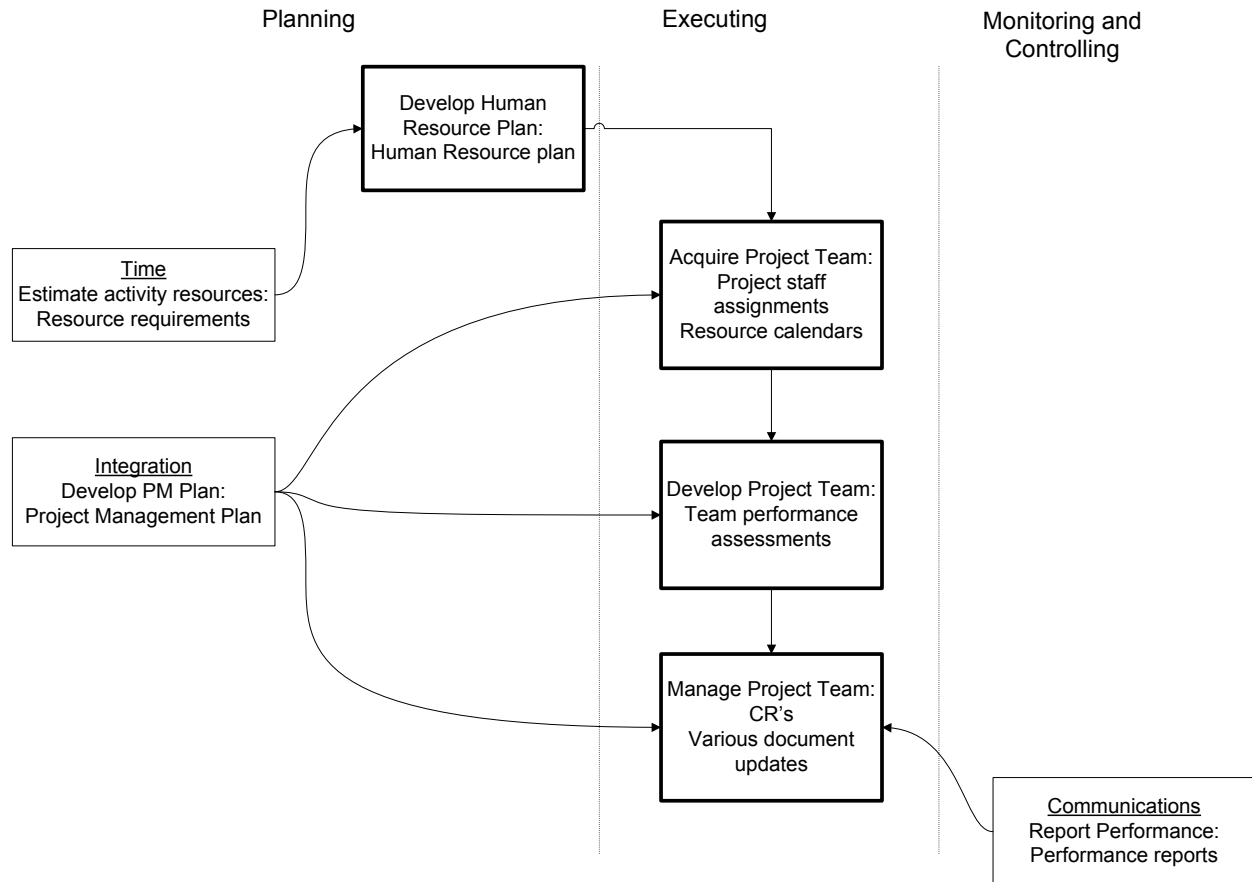 Planning
Executing
Monitoring and
Controlling
Develop Human
Resource Plan:
Human Resource plan
Time
Estimate activity resources:
Resource requirements
Acquire Project Team:
Project staff
assignments
Resource calendars
Integration
Develop PM Plan:
Project Management Plan
Develop Project Team:
Team performance
assessments
Manage Project Team:
CR’s
Various document
updates
Communications
Report Performance:
Performance reports